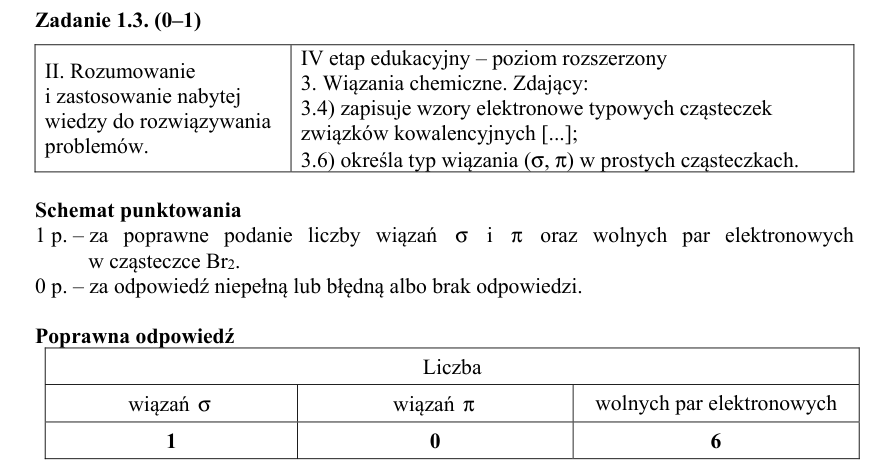 Zadanie 1.3. (0–1)
II. Rozumowanie
i zastosowanie nabytej
wiedzy do rozwiązywania
problemów.
IV etap edukacyjny – poziom rozszerzony
3. Wiązania chemiczne. Zdający:
3.4) zapisuje wzory elektronowe typowych cząsteczek
związków kowalencyjnych [...];
3.6) określa typ wiązania (σ, π) w prostych cząsteczkach.
Schemat punktowania
1 p. – za poprawne podanie liczby wiązań σ i π oraz wolnych par elektronowych
w cząsteczce Br₂.
0 p. – za odpowiedź niepełną lub błędną albo brak odpowiedzi.
Poprawna odpowiedź
Liczba
wiązań σ wiązań π wolnych par elektronowych
1 0 6